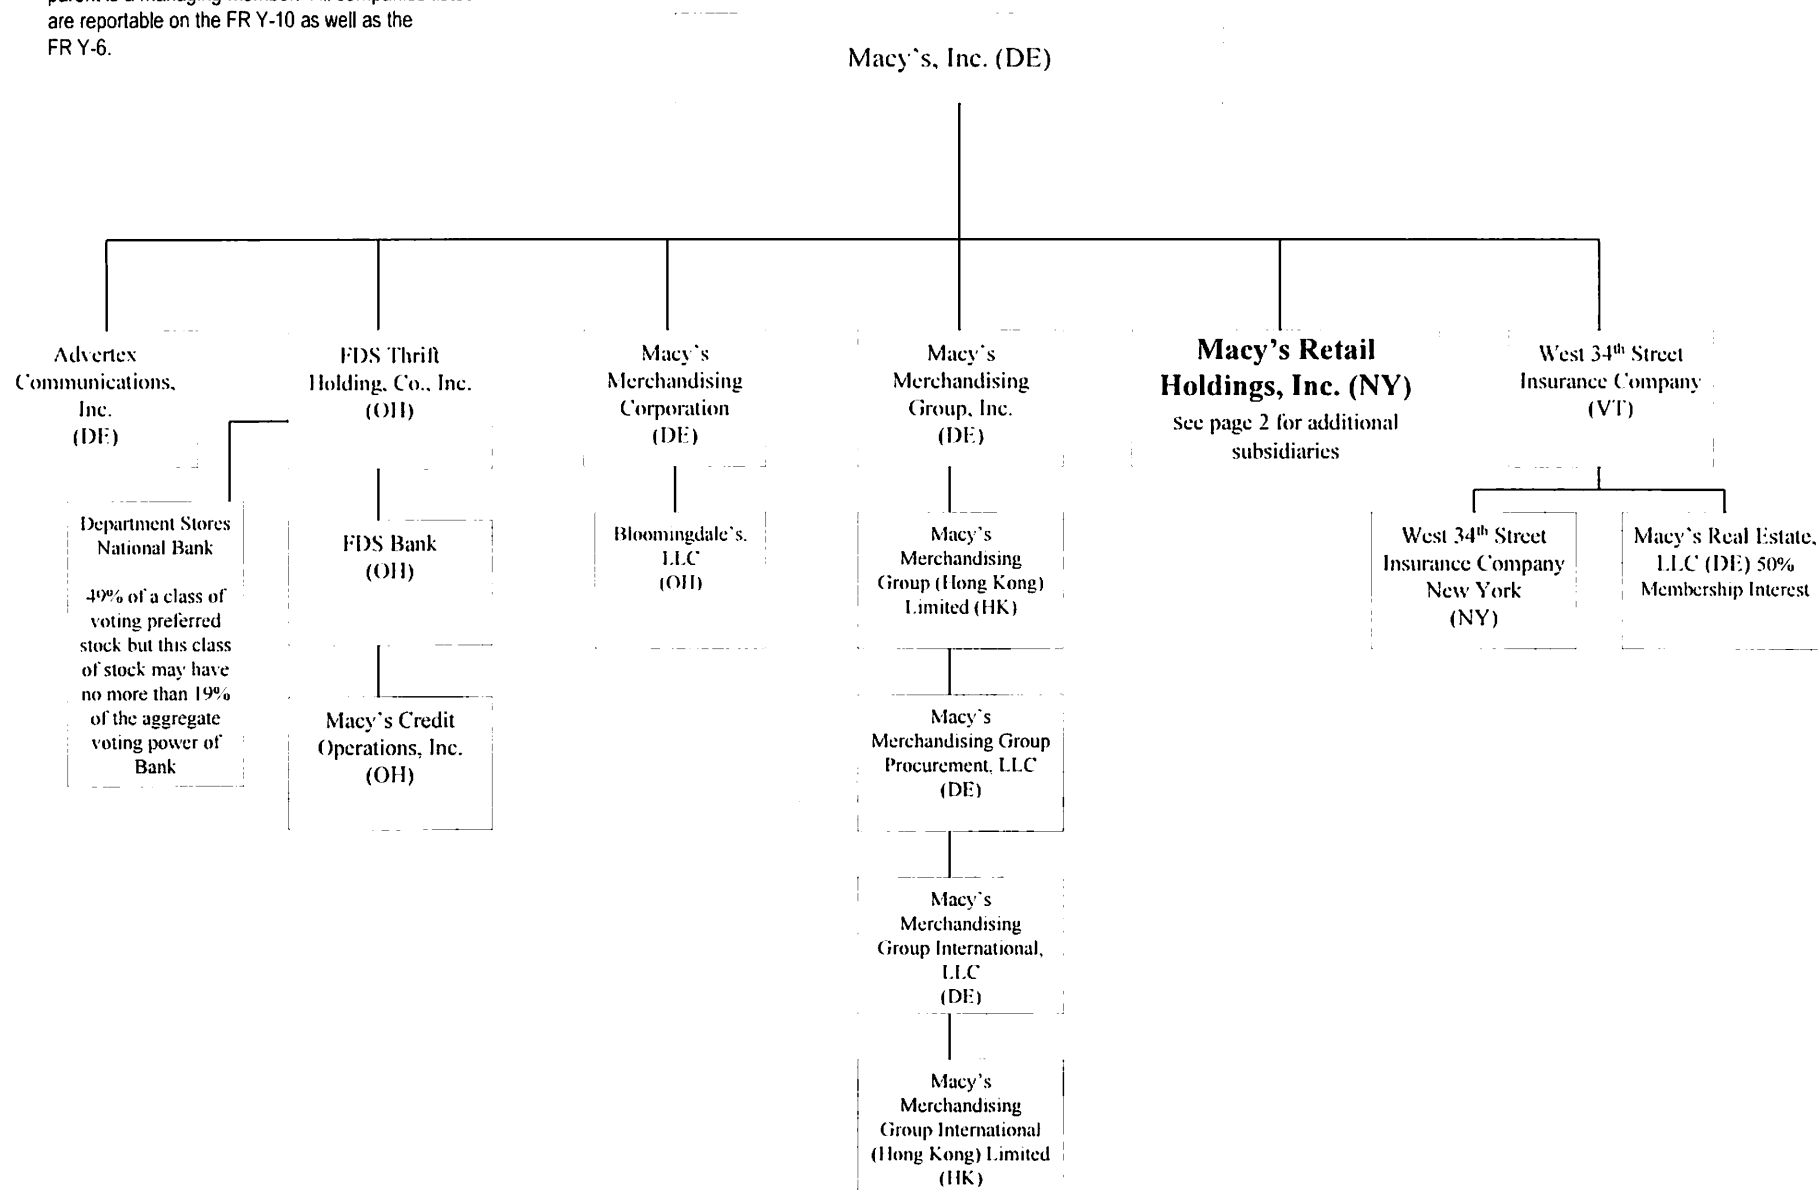 are reportable on the FR Y-10 as well as the
FR Y-6.
Macy's, Inc. (DE)
Advertex
Communications,
Inc.
(DE)
FDS Thrift
Holding, Co., Inc.
(OH)
Macy's
Merchandising
Corporation
(DE)
Macy's
Merchandising
Group, Inc.
(DE)
Macy's Retail
Holdings, Inc. (NY)
See page 2 for additional
subsidiaries
West 34th Street
Insurance Company
(VT)
Department Stores
National Bank
49% of a class of
voting preferred
stock but this class
of stock may have
no more than 19%
of the aggregate
voting power of
Bank
FDS Bank
(OH)
Bloomingdale's,
LLC
(OH)
Macy's
Merchandising
Group (Hong Kong)
Limited (HK)
West 34th Street
Insurance Company
New York
(NY)
Macy's Real Estate,
LLC (DE) 50%
Membership Interest
Macy's Credit
Operations, Inc.
(OH)
Macy's
Merchandising Group
Procurement, LLC
(DE)
Macy's
Merchandising
Group International,
LLC
(DE)
Macy's
Merchandising
Group International
(Hong Kong) Limited
(HK)